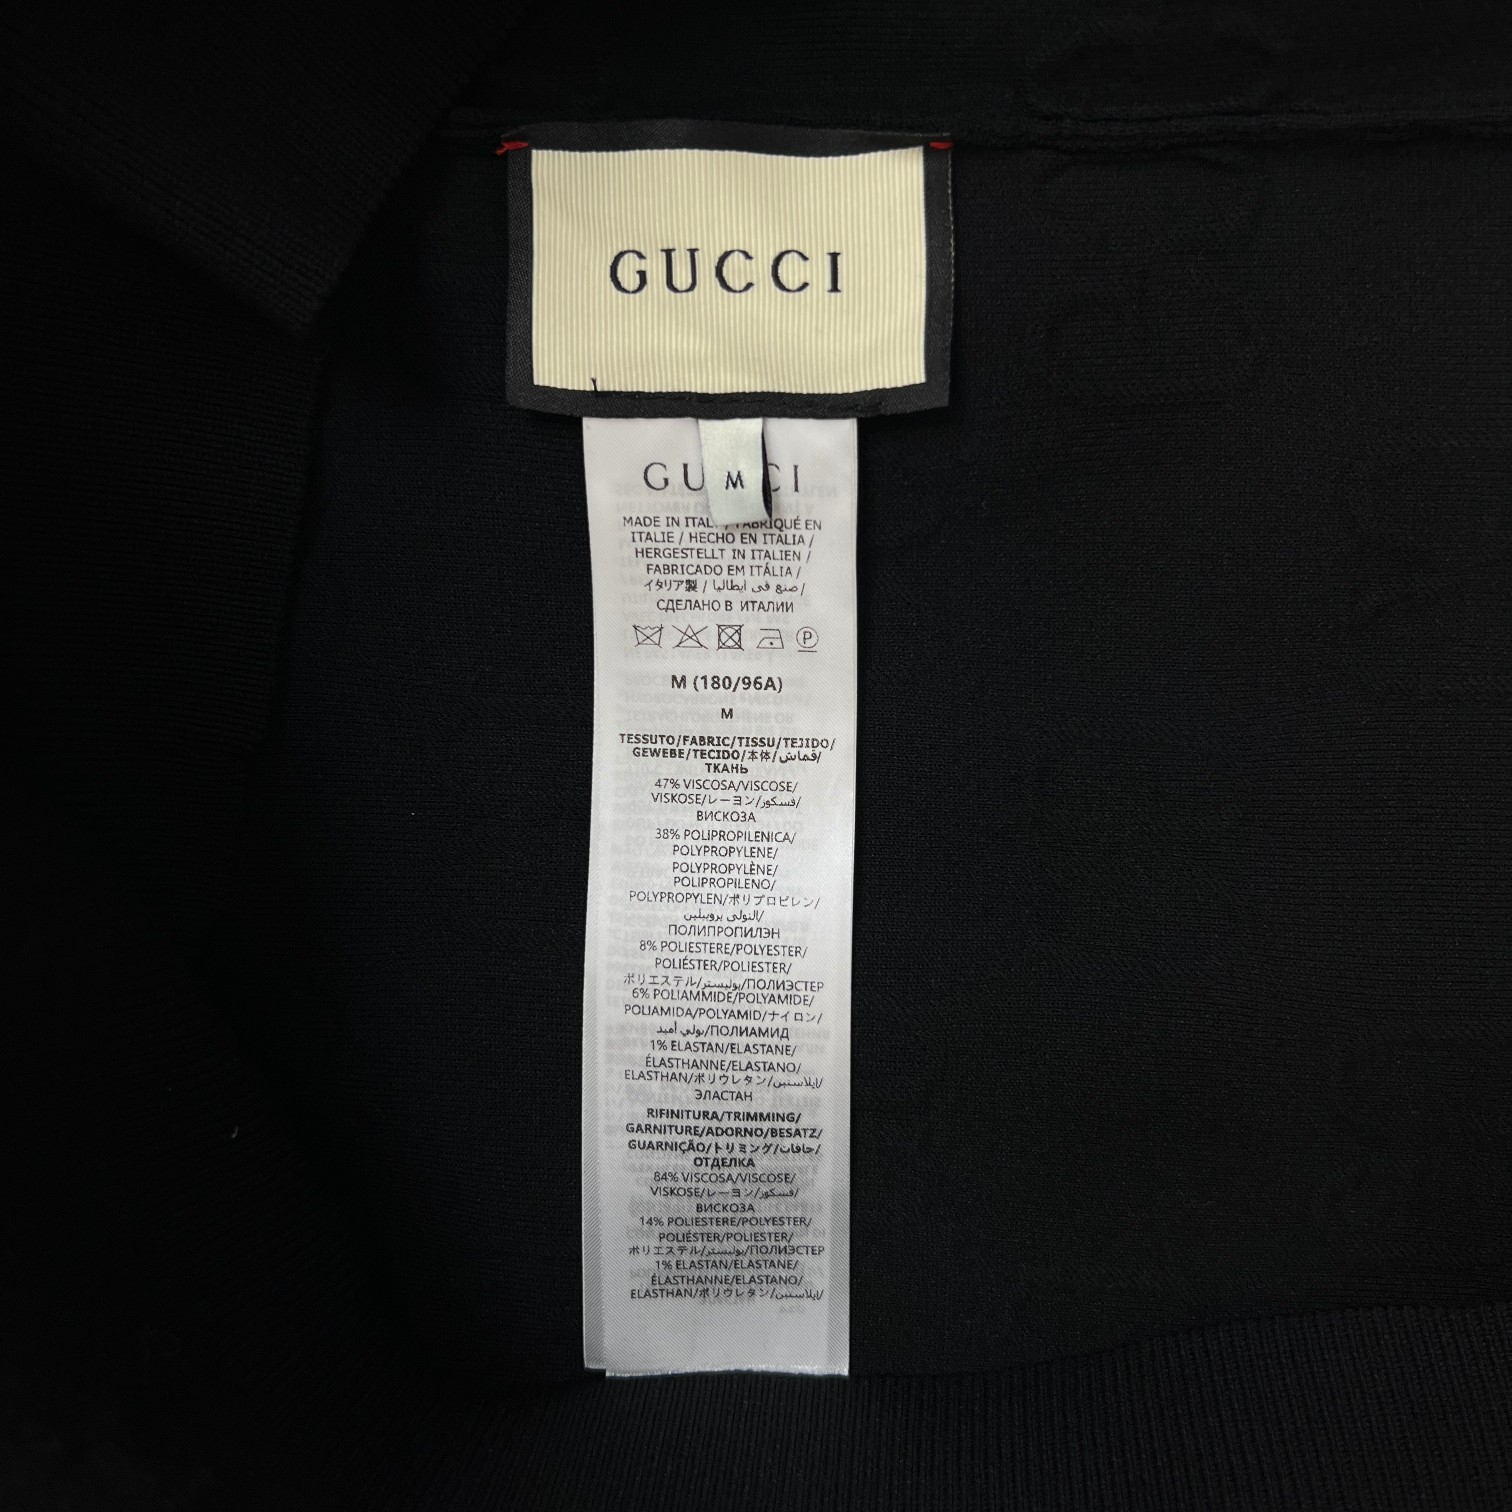 GUCCI
GU CI
M
MADE IN ITAL / FABRIQUÉ EN
ITALIE / HECHO EN ITALIA /
HERGESTELLT IN ITALIEN /
FABRICADO EM ITÁLIA /
イタリア製 / صنع فى ايطاليا /
СДЕЛАНО В ИТАЛИИ
P
M (180/96A)
M
TESSUTO/FABRIC/TISSU/TEJIDO/
GEWEBE/TECIDO/本体/قماش/
ТКАНЬ
47% VISCOSA/VISCOSE/
VISKOSE/レーヨン/فسكوز/
ВИСКОЗА
38% POLIPROPILENICA/
POLYPROPYLENE/
POLYPROPYLÈNE/
POLIPROPILENO/
POLYPROPYLEN/ポリプロピレン/
البولى بروبيلين/
ПОЛИПРОПИЛЭН
8% POLIESTERE/POLYESTER/
POLIÉSTER/POLIESTER/
ポリエステル/بوليستر/ПОЛИЭСТЕР
6% POLIAMMIDE/POLYAMIDE/
POLIAMIDA/POLYAMID/ナイロン/
بولي أميد/ПОЛИАМИД
1% ELASTAN/ELASTANE/
ÉLASTHANNE/ELASTANO/
ELASTHAN/ポリウレタン/ايلاستين/
ЭЛАСТАН
RIFINITURA/TRIMMING/
GARNITURE/ADORNO/BESATZ/
GUARNIÇÃO/トリミング/حافات/
ОТДЕЛКА
84% VISCOSA/VISCOSE/
VISKOSE/レーヨン/فسكوز/
ВИСКОЗА
14% POLIESTERE/POLYESTER/
POLIÉSTER/POLIESTER/
ポリエステル/بوليستر/ПОЛИЭСТЕР
1% ELASTAN/ELASTANE/
ÉLASTHANNE/ELASTANO/
ELASTHAN/ポリウレタン/ايلاستين/